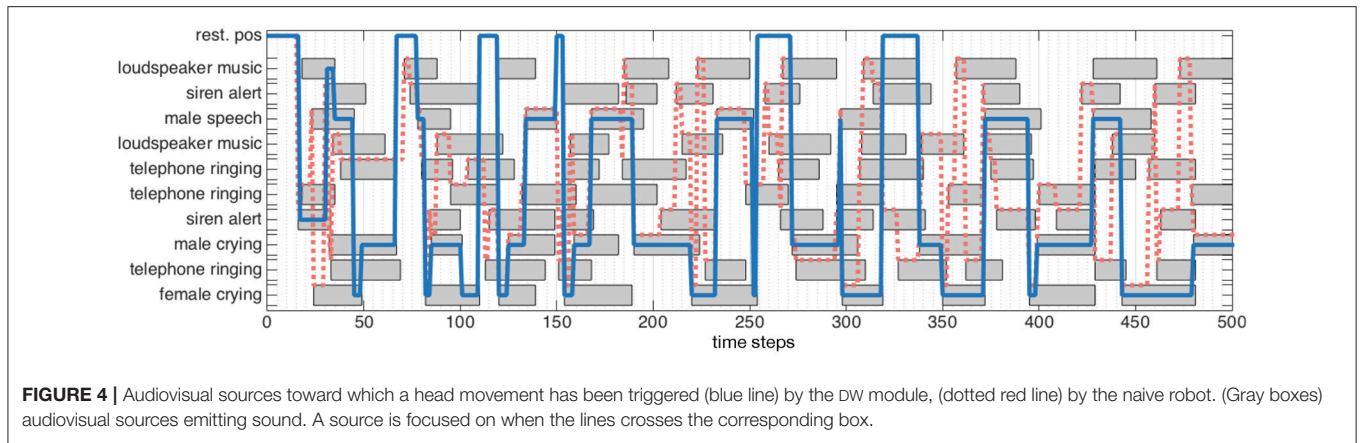 rest. pos
loudspeaker music
siren alert
male speech
loudspeaker music
telephone ringing
telephone ringing
siren alert
male crying
telephone ringing
female crying
0 50 100 150 200 250 300 350 400 450 500
time steps
FIGURE 4 | Audiovisual sources toward which a head movement has been triggered (blue line) by the DW module, (dotted red line) by the naive robot. (Gray boxes)
audiovisual sources emitting sound. A source is focused on when the lines crosses the corresponding box.